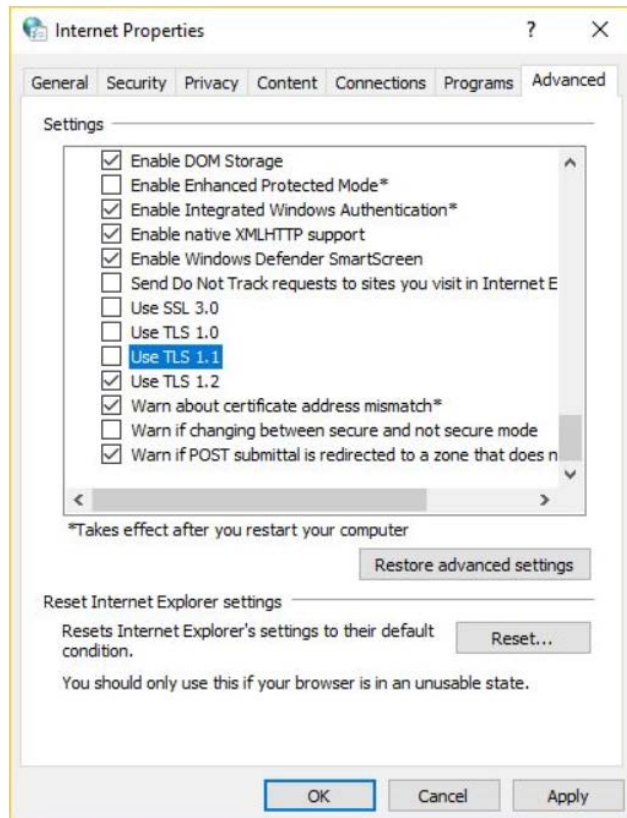 Internet Properties
?
General Security Privacy Content Connections Programs Advanced
Settings
Enable DOM Storage
Enable Enhanced Protected Mode*
Enable Integrated Windows Authentication*
Enable native XMLHTTP support
Enable Windows Defender SmartScreen
Send Do Not Track requests to sites you visit in Internet E
Use SSL 3.0
Use TLS 1.0
Use TLS 1.1
Use TLS 1.2
Warn about certificate address mismatch*
Warn if changing between secure and not secure mode
Warn if POST submittal is redirected to a zone that does n
*Takes effect after you restart your computer
Restore advanced settings
Reset Internet Explorer settings
Resets Internet Explorer's settings to their default
condition.
Reset...
You should only use this if your browser is in an unusable state.
OK Cancel Apply